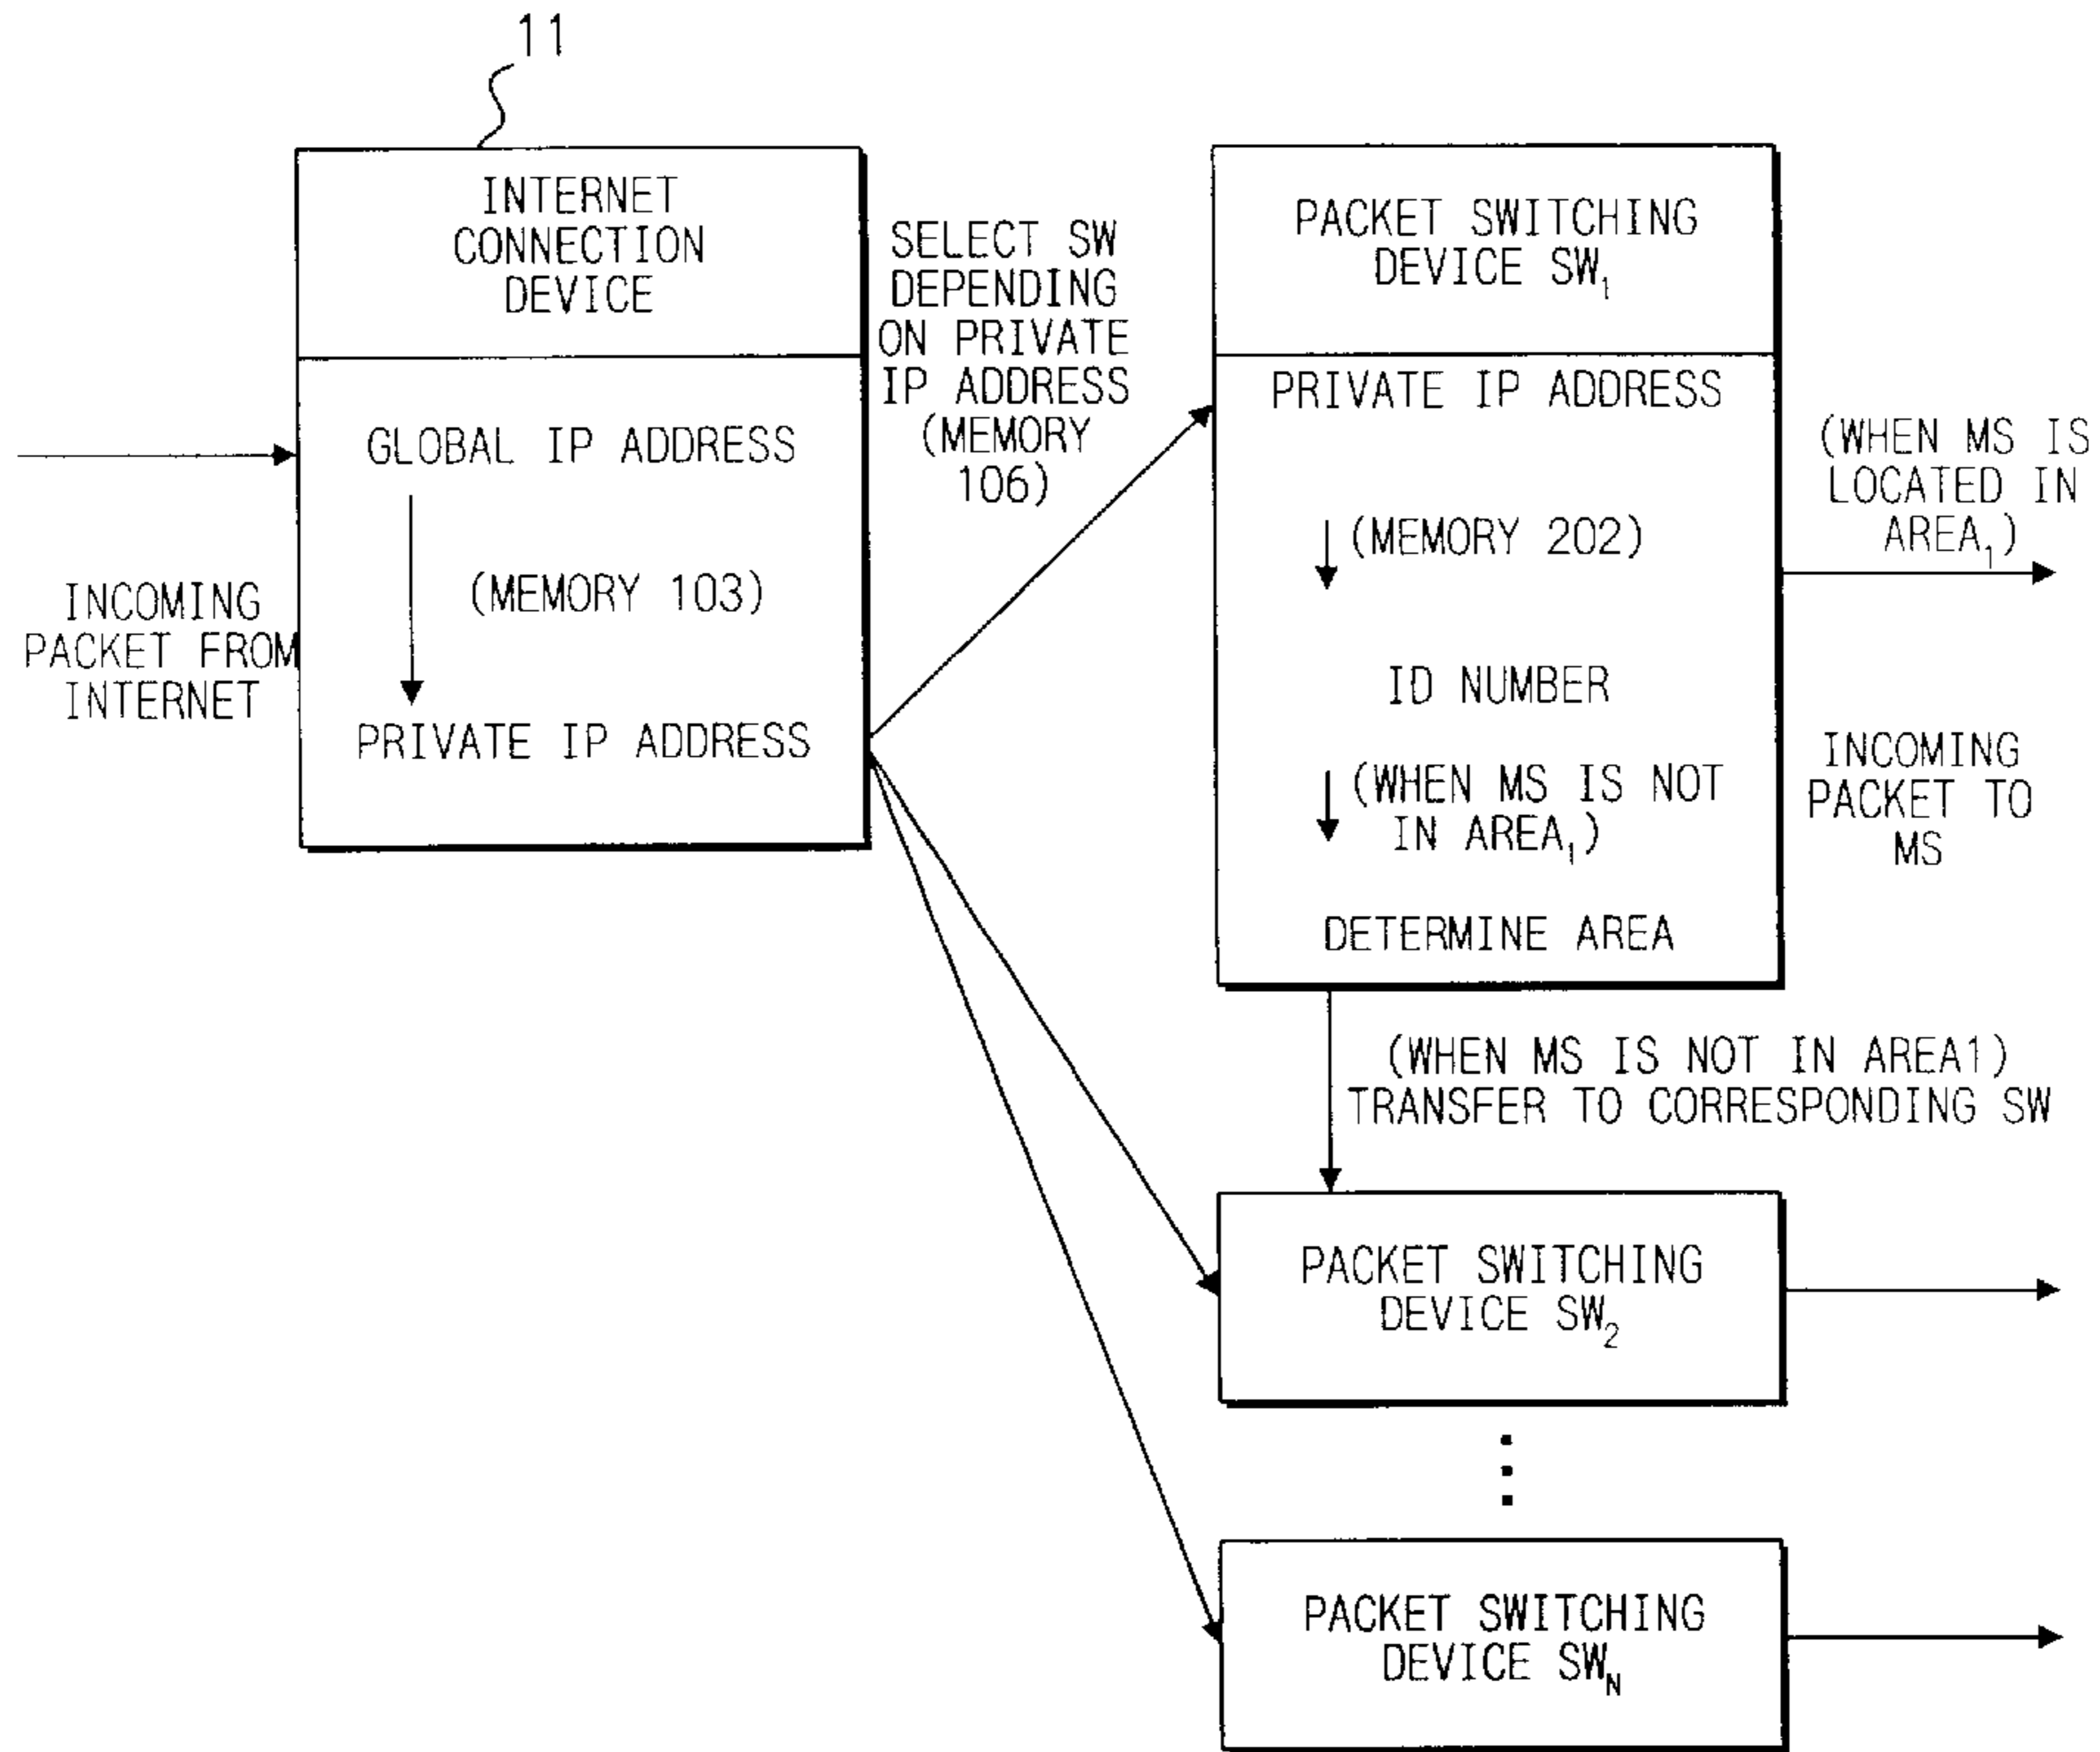 11
INTERNET
CONNECTION
DEVICE
GLOBAL IP ADDRESS
(MEMORY 103)
PRIVATE IP ADDRESS
INCOMING
PACKET FROM
INTERNET
SELECT SW
DEPENDING
ON PRIVATE
IP ADDRESS
(MEMORY
106)
PACKET SWITCHING
DEVICE SW₁
PRIVATE IP ADDRESS
(MEMORY 202)
ID NUMBER
(WHEN MS IS NOT
IN AREA₁)
DETERMINE AREA
(WHEN MS IS
LOCATED IN
AREA₁)
INCOMING
PACKET TO
MS
(WHEN MS IS NOT IN AREA1)
TRANSFER TO CORRESPONDING SW
PACKET SWITCHING
DEVICE SW₂
PACKET SWITCHING
DEVICE SW_N